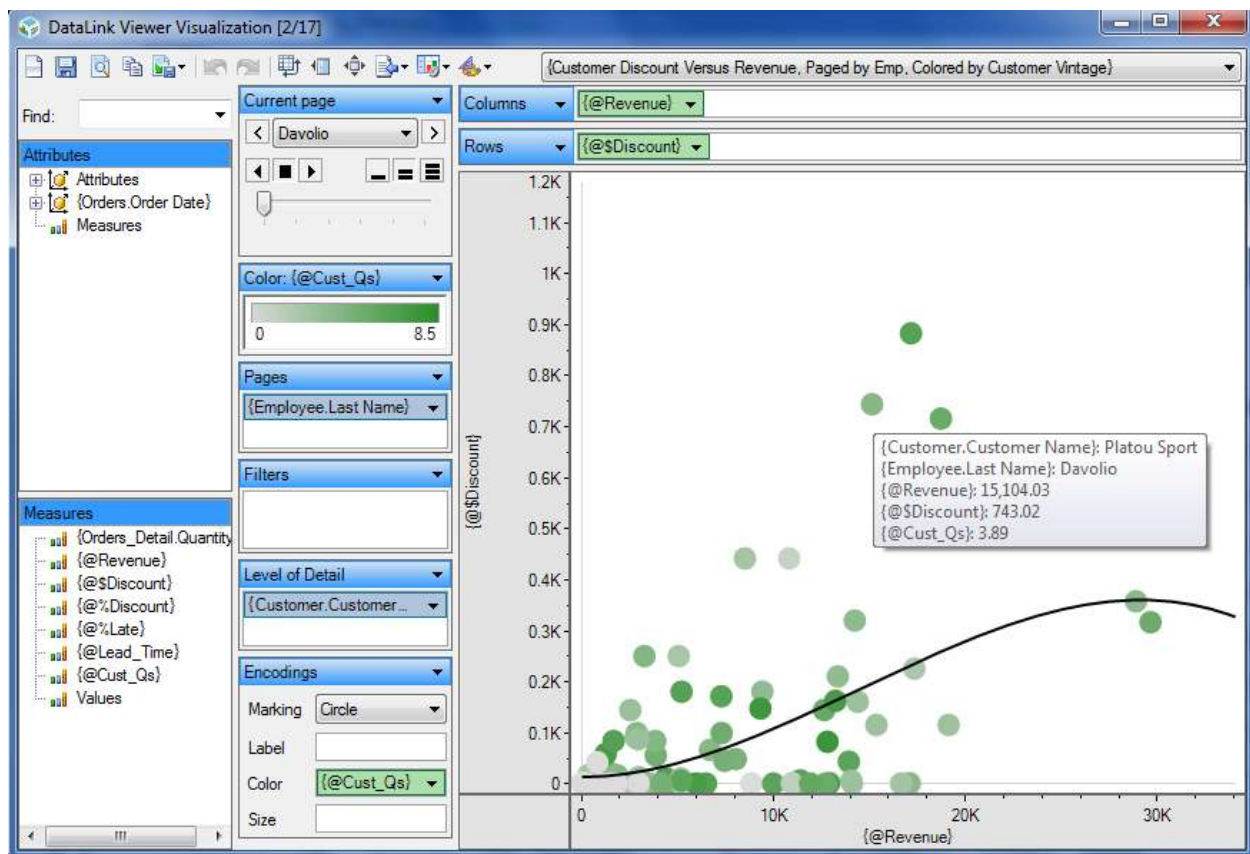 DataLink Viewer Visualization [2/17]
{Customer Discount Versus Revenue, Paged by Emp, Colored by Customer Vintage}
Find:
Attributes
Attributes
{Orders.Order Date}
Measures
Measures
{Orders_Detail.Quantity
{@Revenue}
{@$Discount}
{@%Discount}
{@%Late}
{@Lead_Time}
{@Cust_Qs}
Values
Current page
Davolio
Color: {@Cust_Qs}
0 8.5
Pages
{Employee.Last Name}
Filters
Level of Detail
{Customer.Customer...
Encodings
Marking Circle
Label
Color {@Cust_Qs}
Size
Columns {@Revenue}
Rows {@$Discount}
1.2K
1.1K
1K
0.9K
0.8K
0.7K
0.6K
0.5K
0.4K
0.3K
0.2K
0.1K
0
{@$Discount}
{Customer.Customer Name}: Platou Sport
{Employee.Last Name}: Davolio
{@Revenue}: 15,104.03
{@$Discount}: 743.02
{@Cust_Qs}: 3.89
0 10K 20K 30K
{@Revenue}